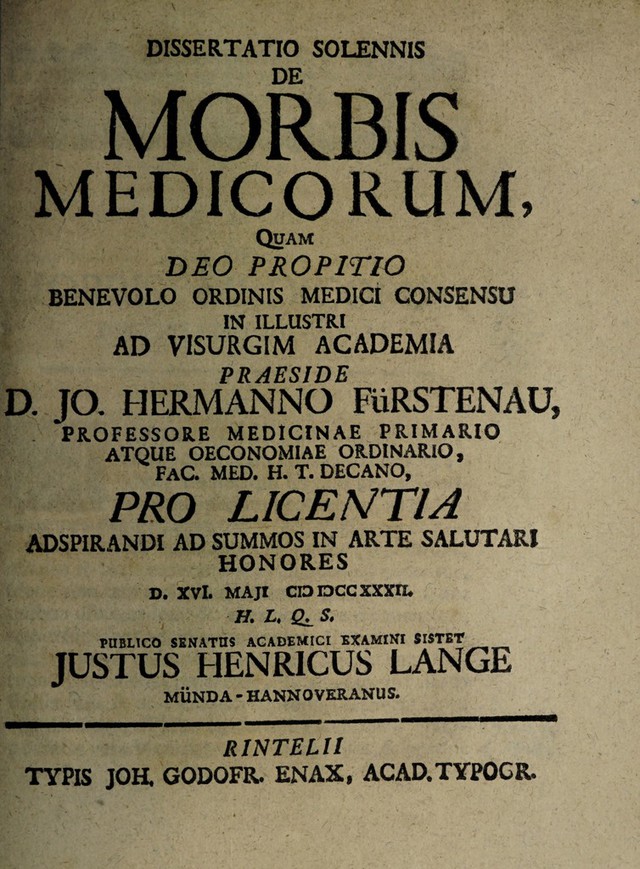 DISSERTATIO SOLENNIS
DE
MORBIS
MEDICORUM,
QUAM
DEO PROPITIO
BENEVOLO ORDINIS MEDICI CONSENSU
IN ILLUSTRI
AD VISURGIM ACADEMIA
PRAESIDE
D. JO. HERMANNO FüRSTENAU,
PROFESSORE MEDICINAE PRIMARIO
ATQUE OECONOMIAE ORDINARIO,
FAC. MED. H. T. DECANO,
PRO LICENTIA
ADSPIRANDI AD SUMMOS IN ARTE SALUTARI
HONORES
D. XVI. MAJI CIƆ IƆCCXXXII.
H. L. Q. S.
PUBLICO SENATUS ACADEMICI EXAMINI SISTET
JUSTUS HENRICUS LANGE
MÜNDA-HANNOVERANUS.
RINTELII
TYPIS JOH. GODOFR. ENAX, ACAD. TYPOGR.